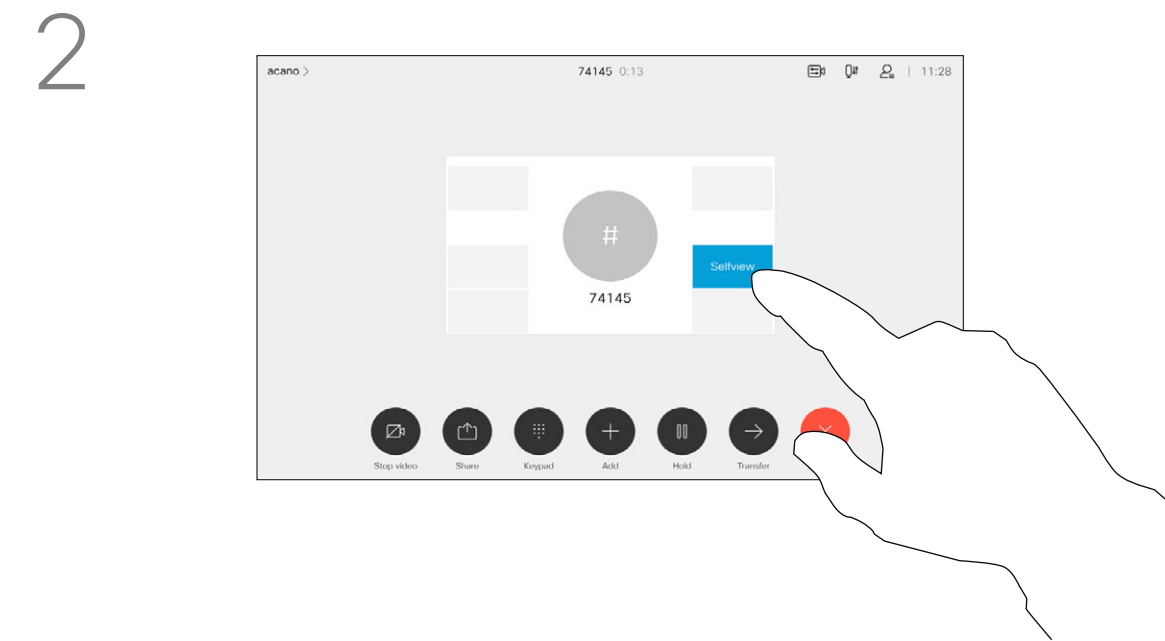 2
acano >
74145 0:13
11:28
#
Selfview
74145
Stop video
Share
Keypad
Add
Hold
Transfer